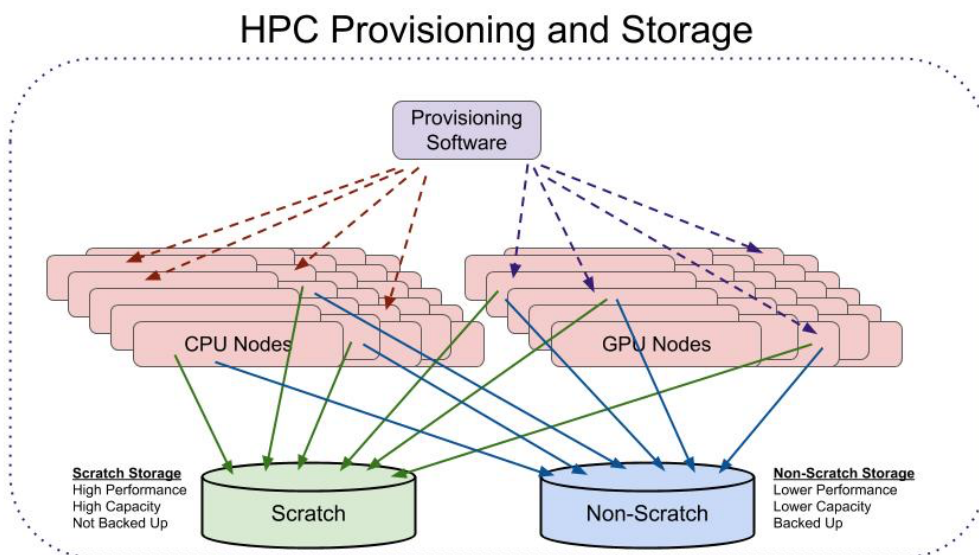 HPC Provisioning and Storage
Provisioning
Software
CPU Nodes
GPU Nodes
Scratch Storage
High Performance
High Capacity
Not Backed Up
Scratch
Non-Scratch
Non-Scratch Storage
Lower Performance
Lower Capacity
Backed Up